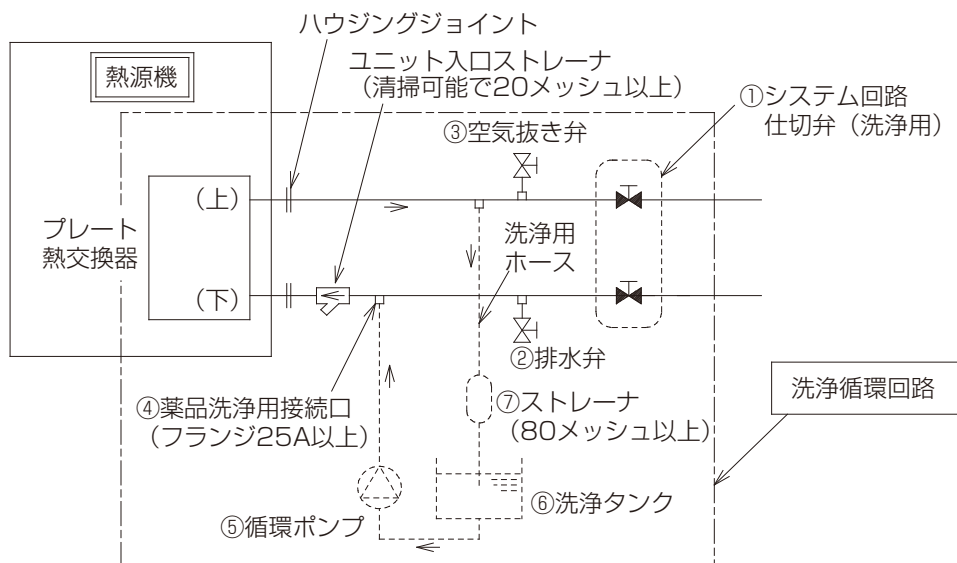 ハウジングジョイント
熱源機
ユニット入口ストレーナ
（清掃可能で20メッシュ以上）
①システム回路
仕切弁（洗浄用）
③空気抜き弁
（上）
プレート
熱交換器
洗浄用
ホース
（下）
②排水弁
洗浄循環回路
④薬品洗浄用接続口
（フランジ25A以上）
⑦ストレーナ
（80メッシュ以上）
⑥洗浄タンク
⑤循環ポンプ